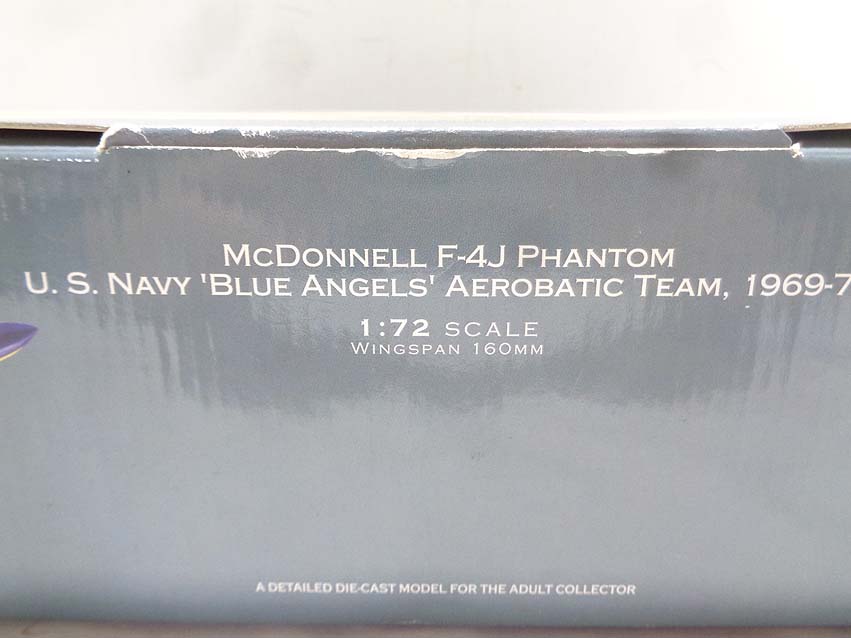 McDonnell F-4J Phantom
U. S. Navy 'Blue Angels' Aerobatic Team, 1969-7
1:72 SCALE
WINGSPAN 160MM
A DETAILED DIE-CAST MODEL FOR THE ADULT COLLECTOR